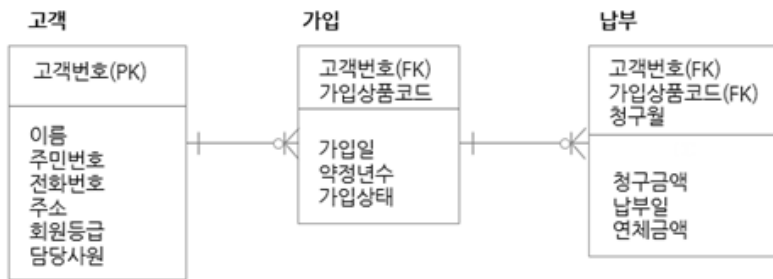 고객
고객번호(PK)
이름
주민번호
전화번호
주소
회원등급
담당사원
가입
고객번호(FK)
가입상품코드
가입일
약정년수
가입상태
납부
고객번호(FK)
가입상품코드(FK)
청구월
청구금액
납부일
연체금액